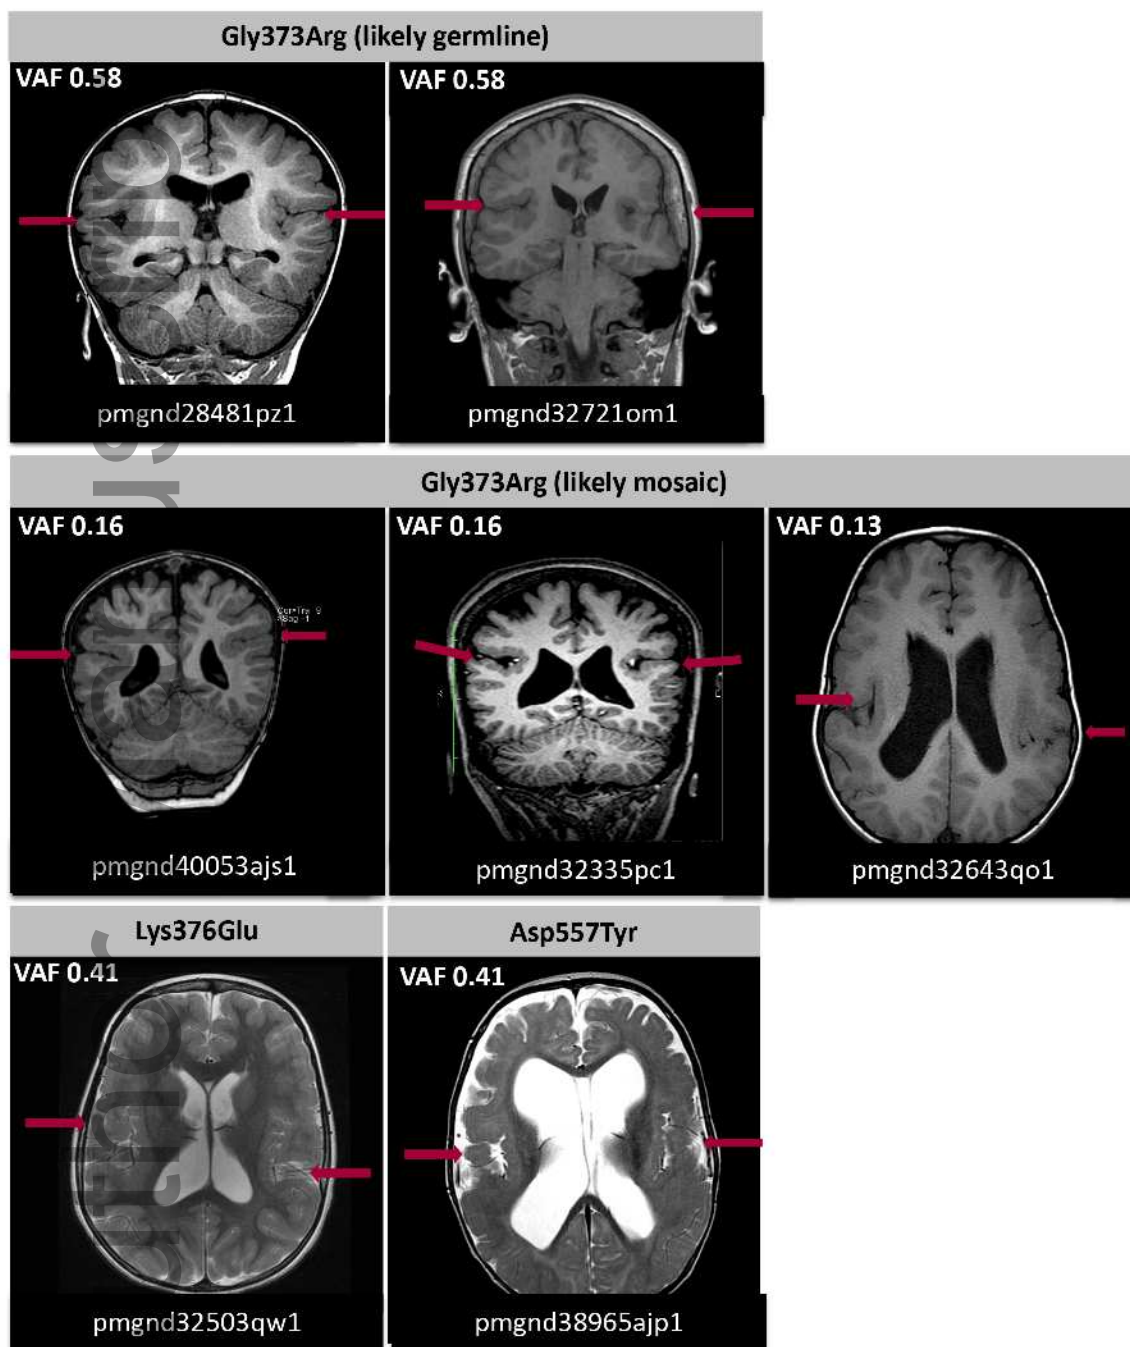 Gly373Arg (likely germline)
VAF 0.58
VAF 0.58
pmgnd28481pz1
pmgnd32721om1
Gly373Arg (likely mosaic)
VAF 0.16
VAF 0.16
VAF 0.13
pmgnd40053ajs1
pmgnd32335pc1
pmgnd32643qo1
Lys376Glu
Asp557Tyr
VAF 0.41
VAF 0.41
pmgnd32503qw1
pmgnd38965ajp1